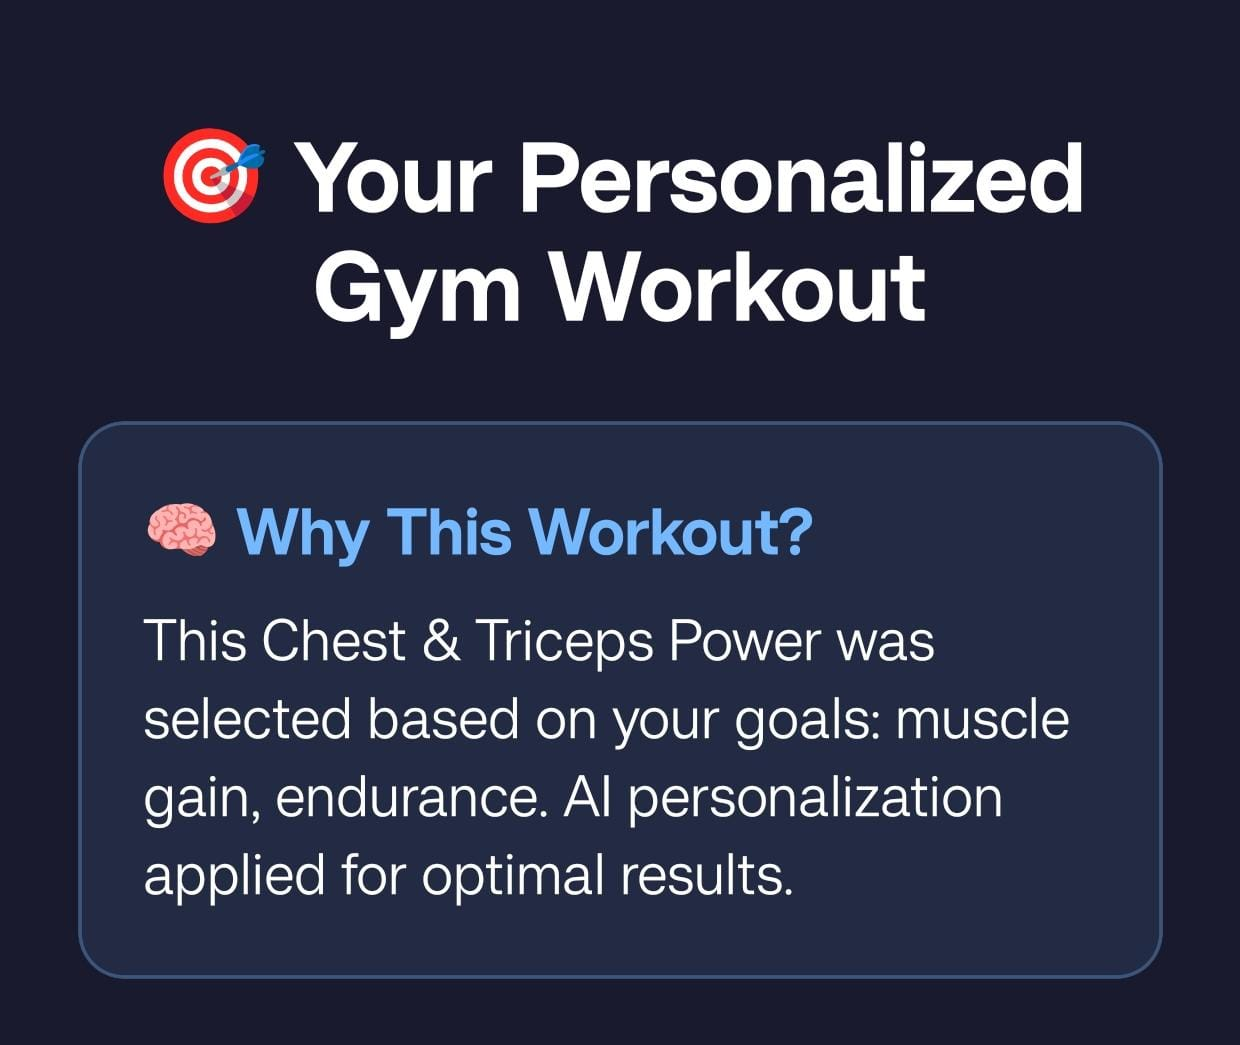 🎯 Your Personalized
Gym Workout
🧠 Why This Workout?
This Chest & Triceps Power was
selected based on your goals: muscle
gain, endurance. AI personalization
applied for optimal results.